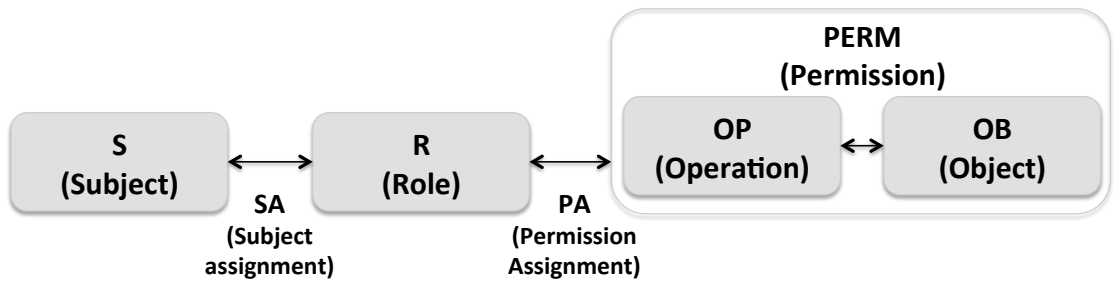 S
(Subject)
SA
(Subject
assignment)
R
(Role)
PA
(Permission
Assignment)
PERM
(Permission)
OP
(Operation)
OB
(Object)